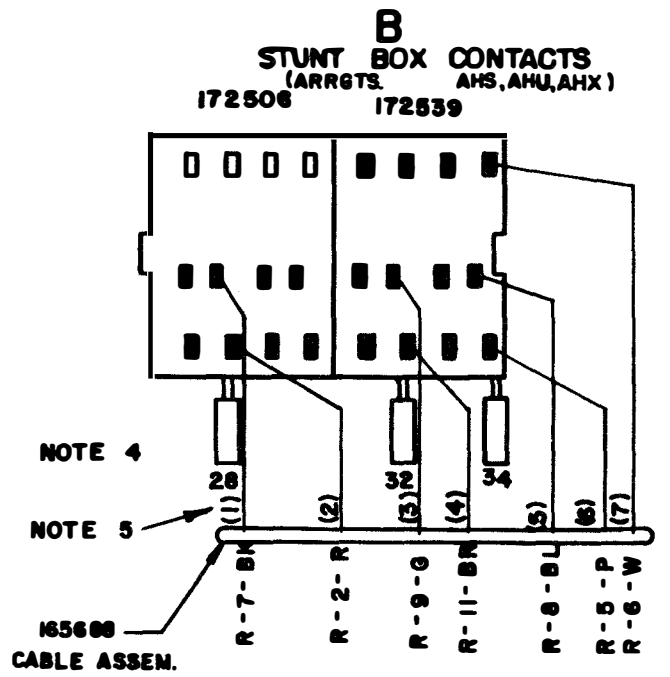 B
STUNT BOX CONTACTS
(ARRGTS. AHS, AHU, AHX)
172506 172539
NOTE 4
28 32 34
NOTE 5 (1) (2) (3) (4) (5) (6) (7)
R-7-BK R-2-R R-9-G R-11-BR R-8-BL R-5-P R-6-W
CABLE ASSEM.